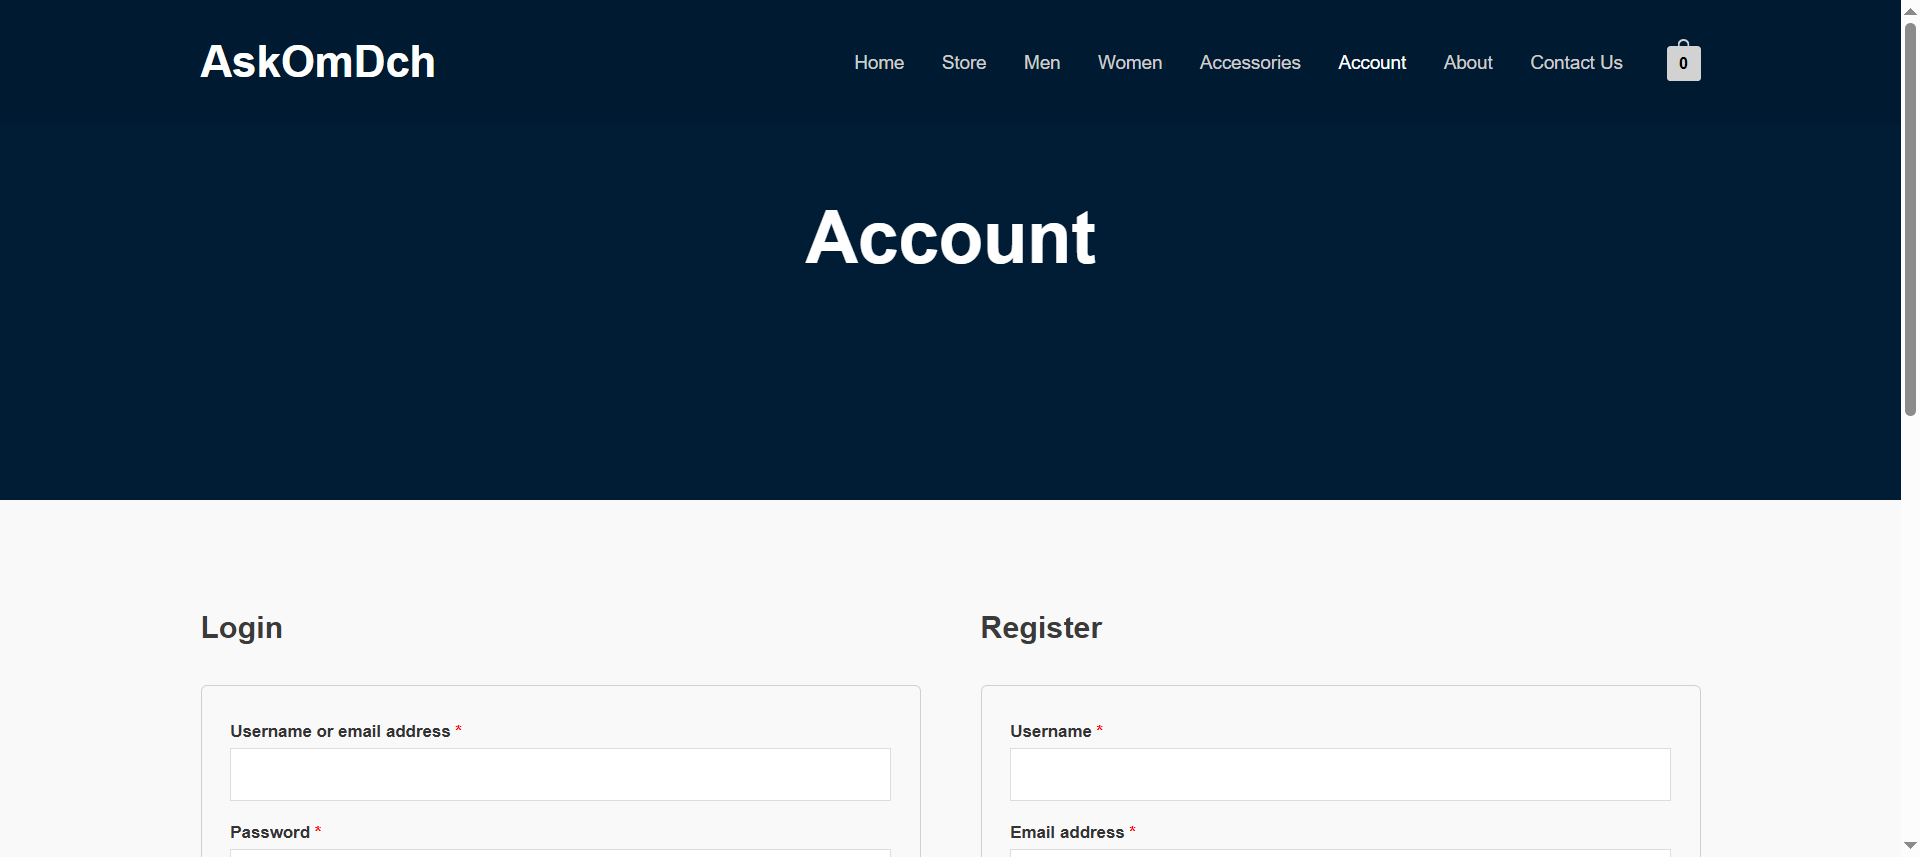 AskOmDch
Home Store Men Women Accessories Account About Contact Us 0
Account
Login
Username or email address *
Password *
Register
Username *
Email address *